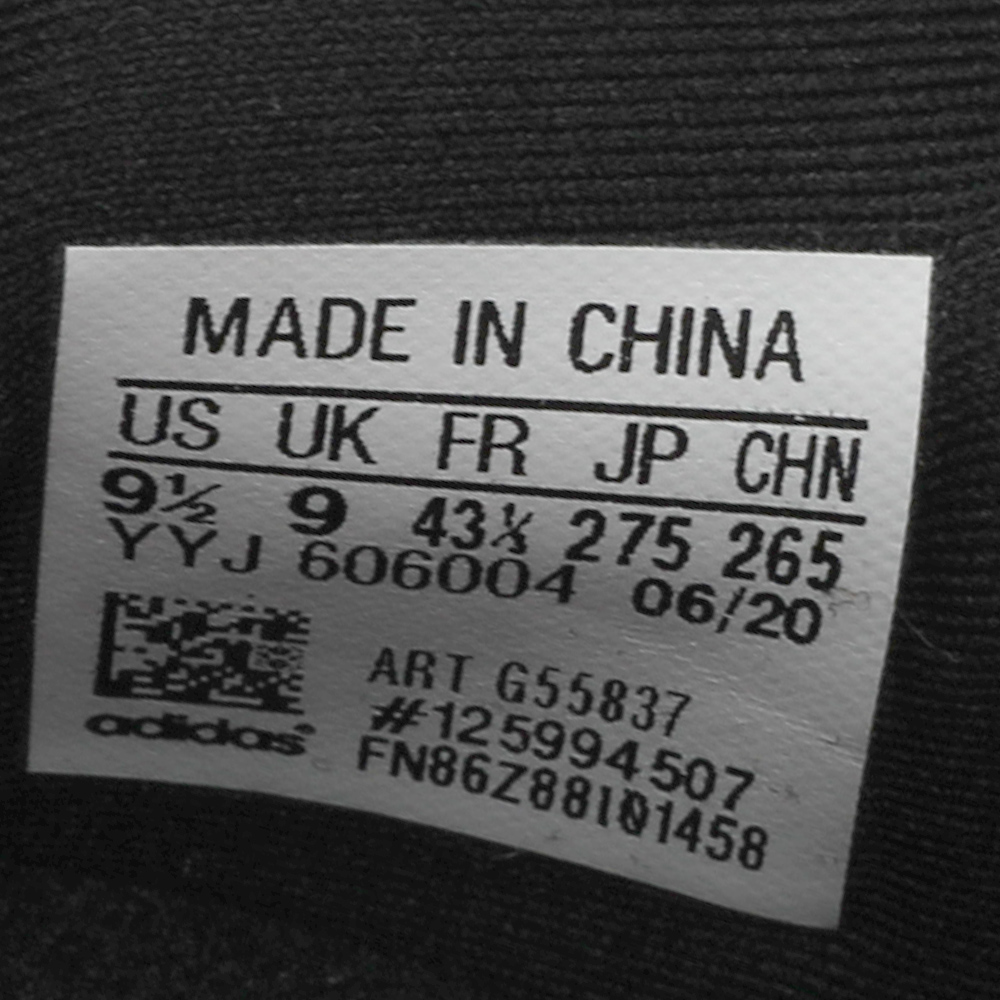 MADE IN CHINA
US UK FR JP CHN
9½ 9 43⅓ 275 265
YYJ 606004 06/20
ART G55837
#125994507
FN86Z88101458
adidas